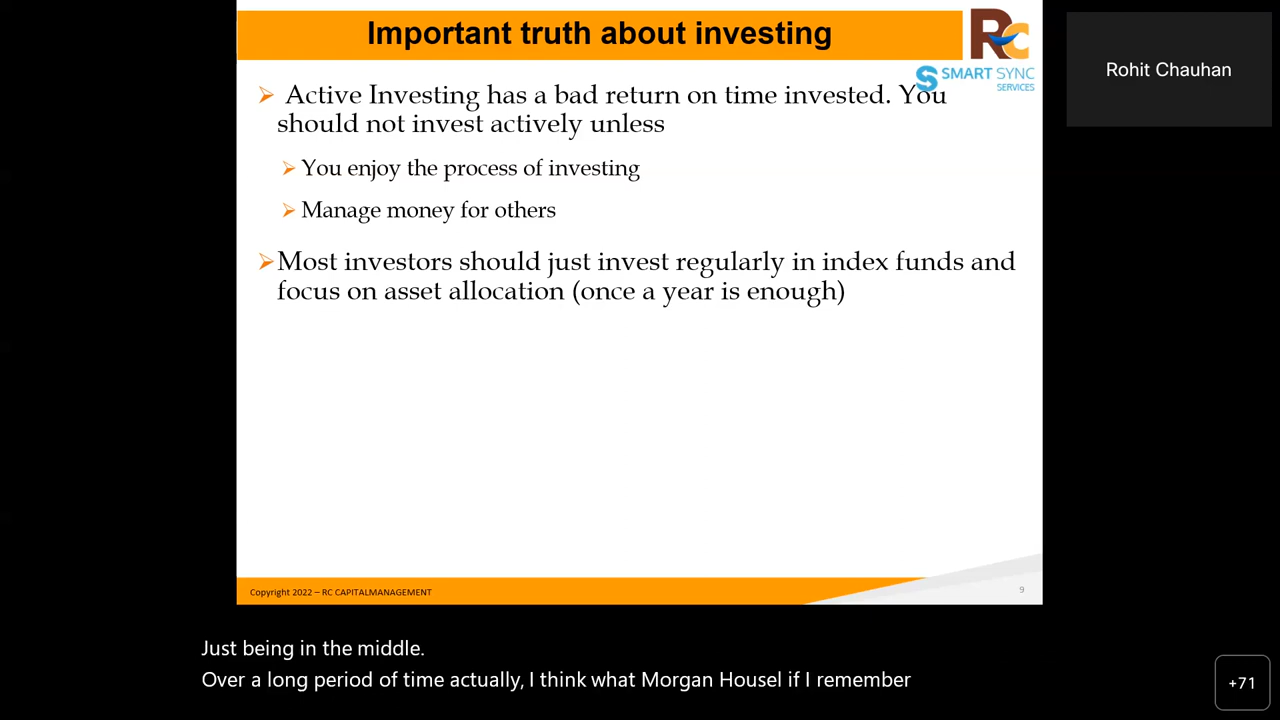 Important truth about investing
RC
SMART SYNC
SERVICES
Rohit Chauhan
Active Investing has a bad return on time invested. You
should not invest actively unless
You enjoy the process of investing
Manage money for others
Most investors should just invest regularly in index funds and
focus on asset allocation (once a year is enough)
Copyright 2022 – RC CAPITALMANAGEMENT
9
Just being in the middle.
Over a long period of time actually, I think what Morgan Housel if I remember
+71